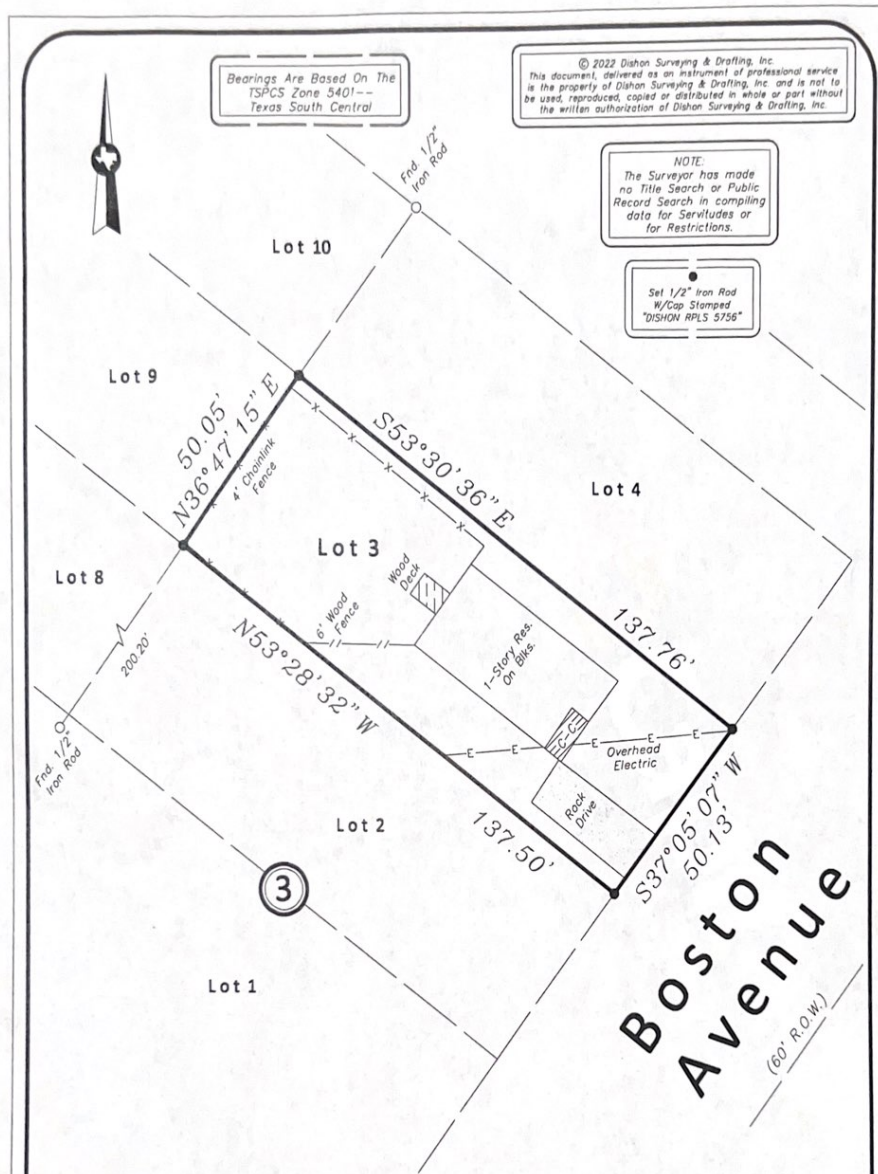 Bearings Are Based On The
TSPCS Zone 5401--
Texas South Central
© 2022 Dishon Surveying & Drafting, Inc.
This document, delivered as an instrument of professional service
is the property of Dishon Surveying & Drafting, Inc. and is not to
be used, reproduced, copied or distributed in whole or part without
the written authorization of Dishon Surveying & Drafting, Inc.
NOTE:
The Surveyor has made
no Title Search or Public
Record Search in compiling
data for Servitudes or
for Restrictions.
Set 1/2" Iron Rod
W/Cap Stamped
"DISHON RPLS 5756"
Fnd. 1/2"
Iron Rod
Lot 10
Lot 9
50.05'
N36°47'15" E
4' Chainlink
Fence
S53°30'36" E
137.76'
Lot 4
Lot 3
Lot 8
Wood
Deck
6' Wood
Fence
N53°28'32" W
137.50'
1-Story Res.
On Blks.
200.20'
Fnd. 1/2"
Iron Rod
E E E E E
C-C
Overhead
Electric
Rock
Drive
S37°05'07" W
50.13'
Lot 2
3
Lot 1
Boston
Avenue
(60' R.O.W.)